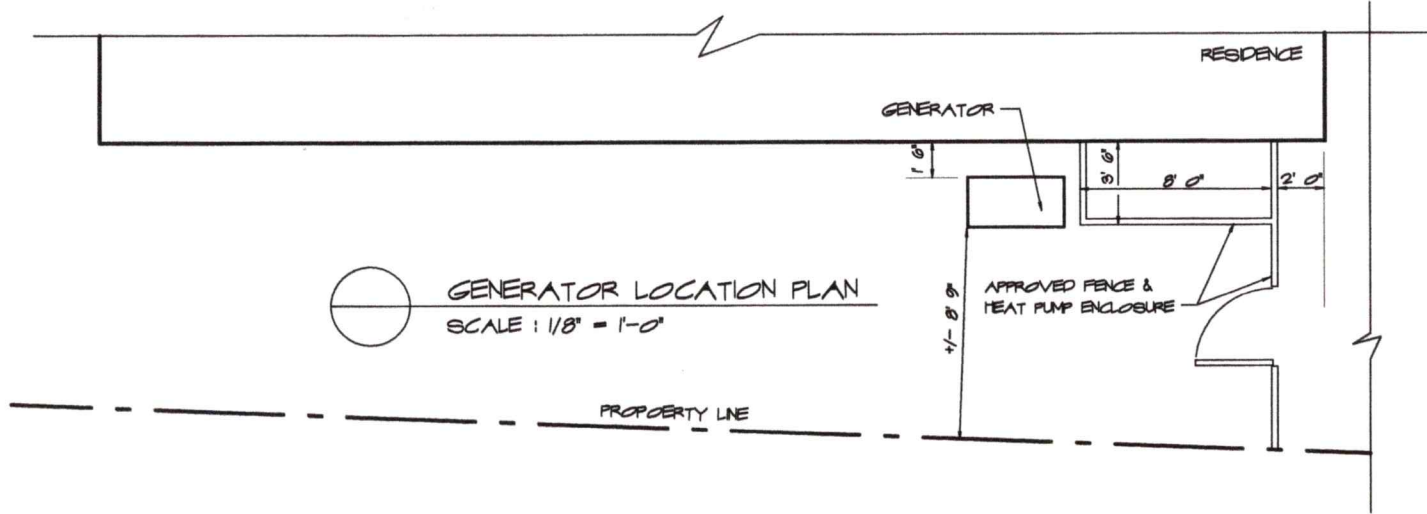 RESIDENCE
GENERATOR
1' 6"
3' 6"
8' 0"
2' 0"
GENERATOR LOCATION PLAN
SCALE : 1/8" = 1'-0"
+/- 8' 9"
APPROVED FENCE &
HEAT PUMP ENCLOSURE
PROPOERTY LINE